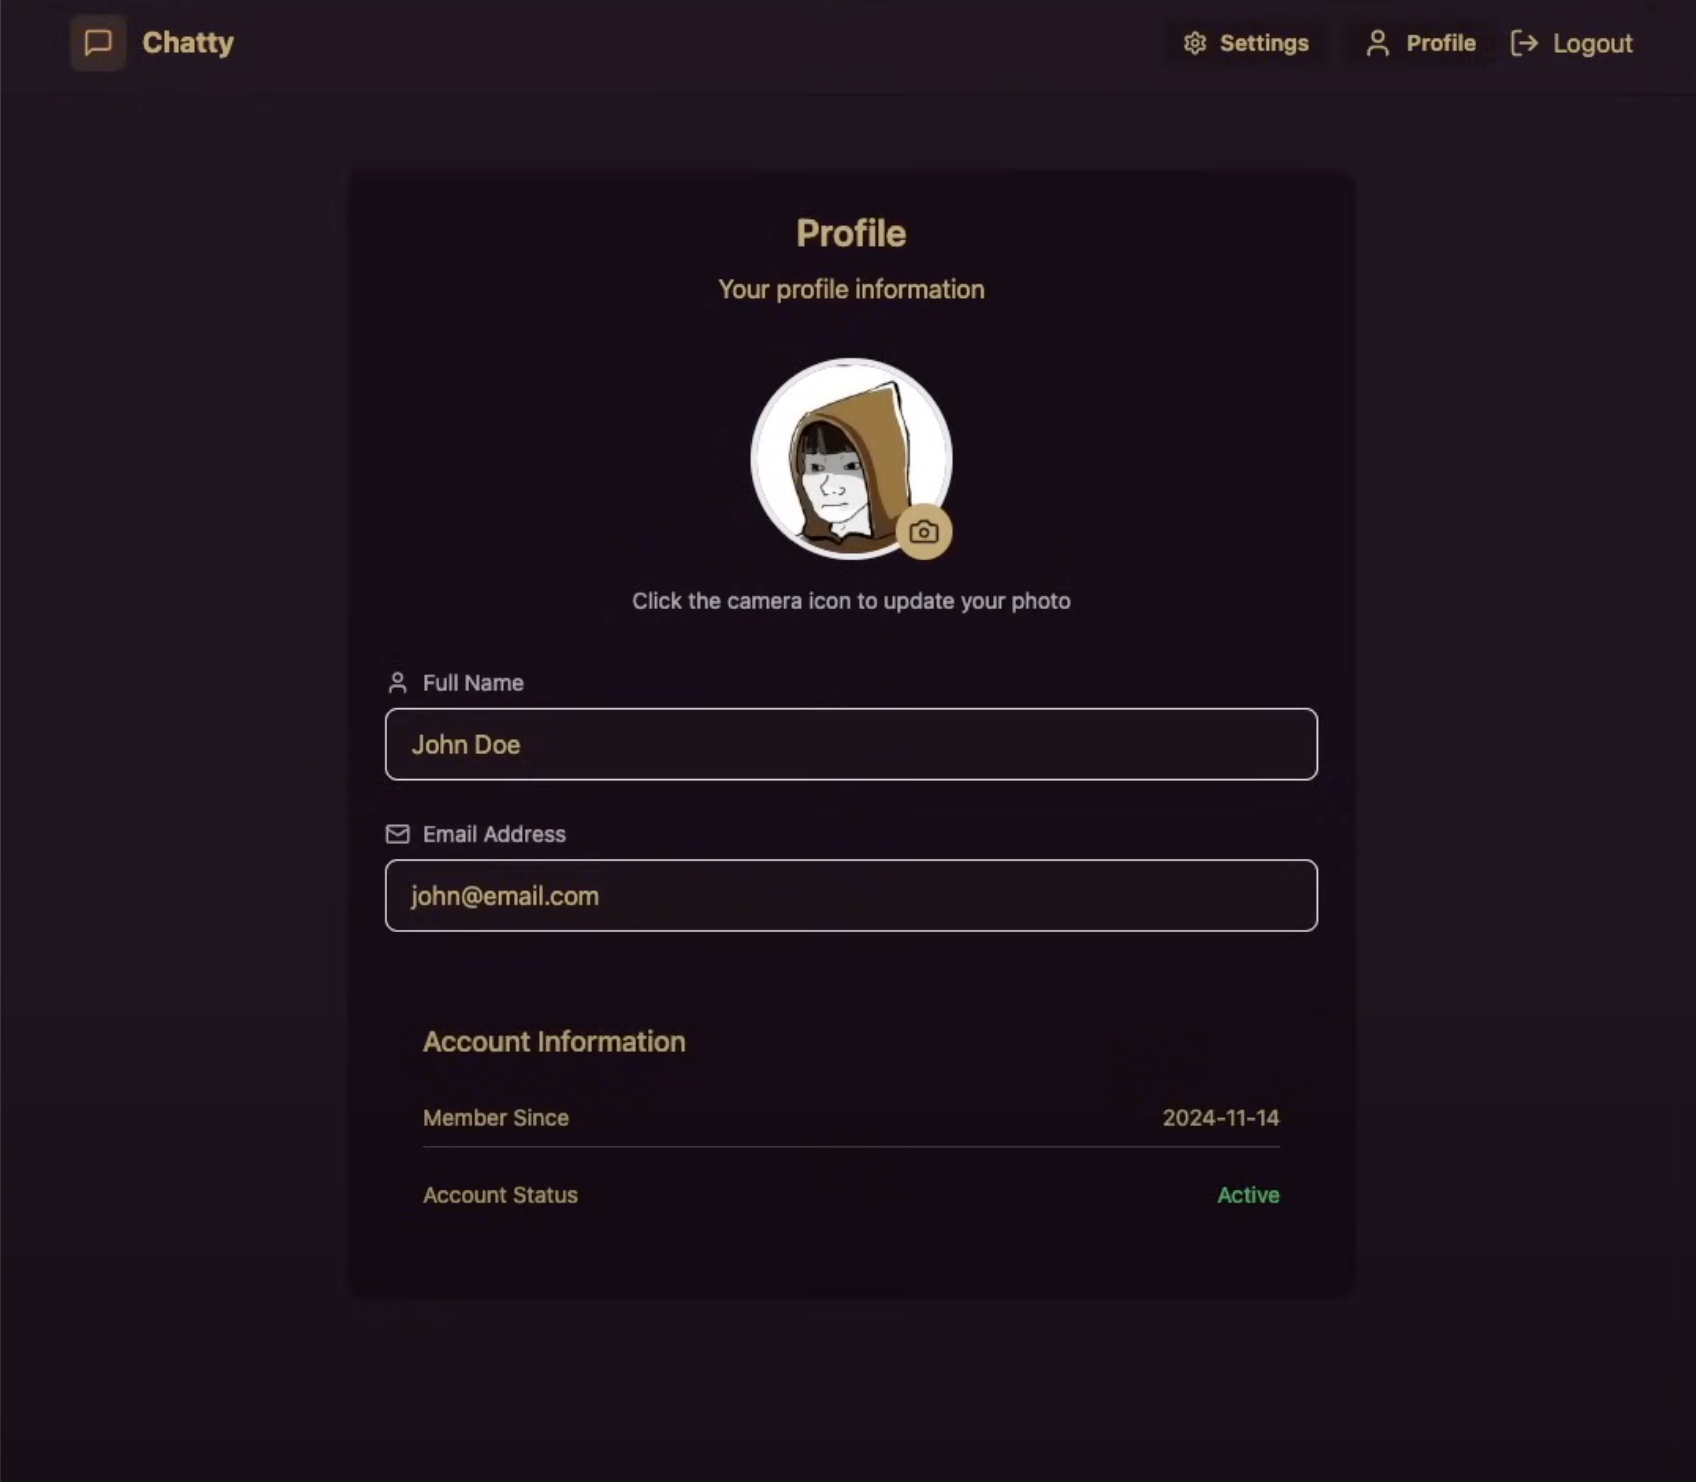 Chatty
Settings
Profile
Logout
Profile
Your profile information
Click the camera icon to update your photo
Full Name
John Doe
Email Address
john@email.com
Account Information
Member Since
2024-11-14
Account Status
Active